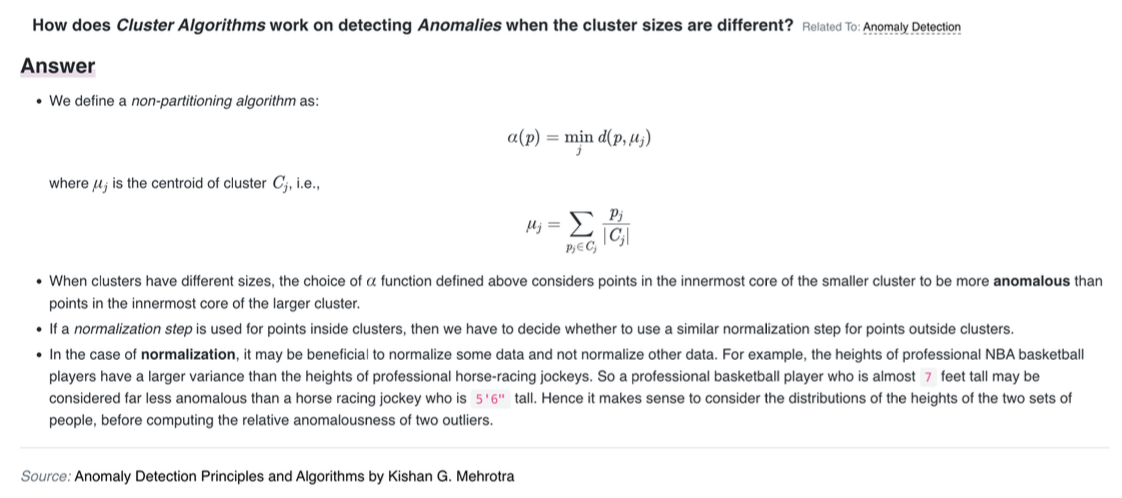 How does Cluster Algorithms work on detecting Anomalies when the cluster sizes are different? Related To: Anomaly Detection
Answer
• We define a non-partitioning algorithm as:
α(p) = min_j d(p, μ_j)
where μ_j is the centroid of cluster C_j, i.e.,
μ_j = ∑_{p_j∈C_j} p_j / |C_j|
• When clusters have different sizes, the choice of α function defined above considers points in the innermost core of the smaller cluster to be more anomalous than
points in the innermost core of the larger cluster.
• If a normalization step is used for points inside clusters, then we have to decide whether to use a similar normalization step for points outside clusters.
• In the case of normalization, it may be beneficial to normalize some data and not normalize other data. For example, the heights of professional NBA basketball
players have a larger variance than the heights of professional horse-racing jockeys. So a professional basketball player who is almost 7 feet tall may be
considered far less anomalous than a horse racing jockey who is 5'6" tall. Hence it makes sense to consider the distributions of the heights of the two sets of
people, before computing the relative anomalousness of two outliers.
Source: Anomaly Detection Principles and Algorithms by Kishan G. Mehrotra